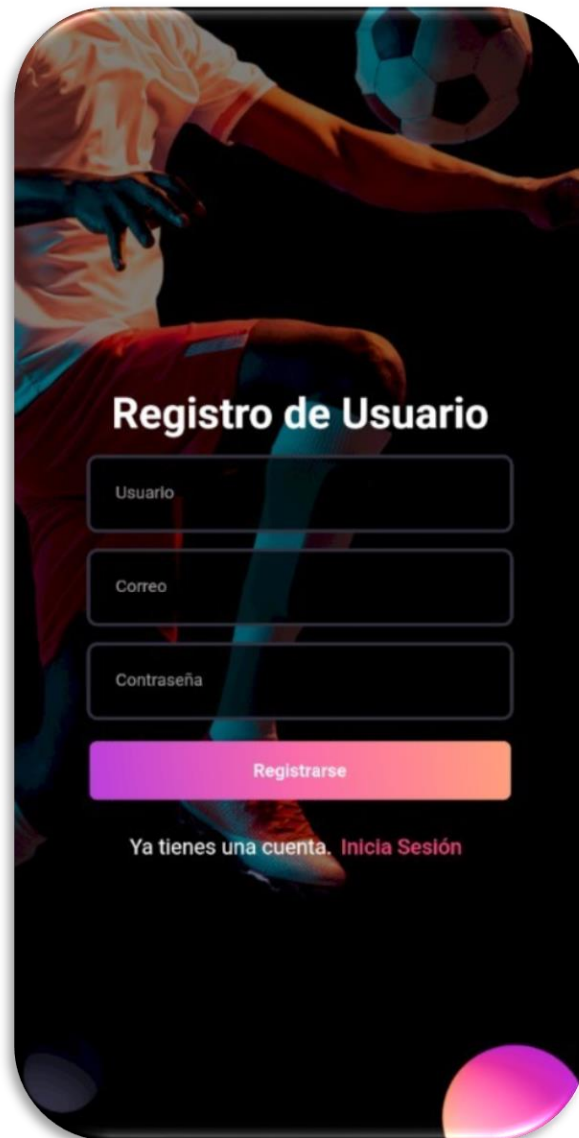 Registro de Usuario
Usuario
Correo
Contraseña
Registrarse
Ya tienes una cuenta. Inicia Sesión